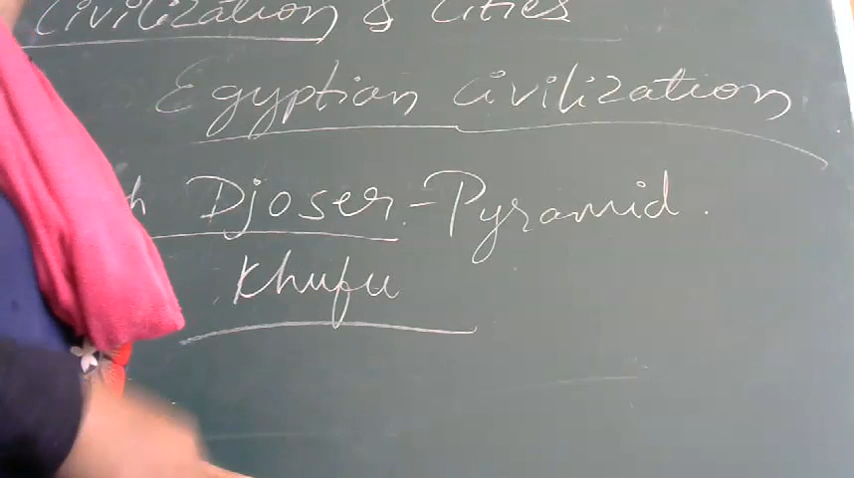 Civilization & Cities
Egyptian Civilization
h Djoser - Pyramid.
Khufu